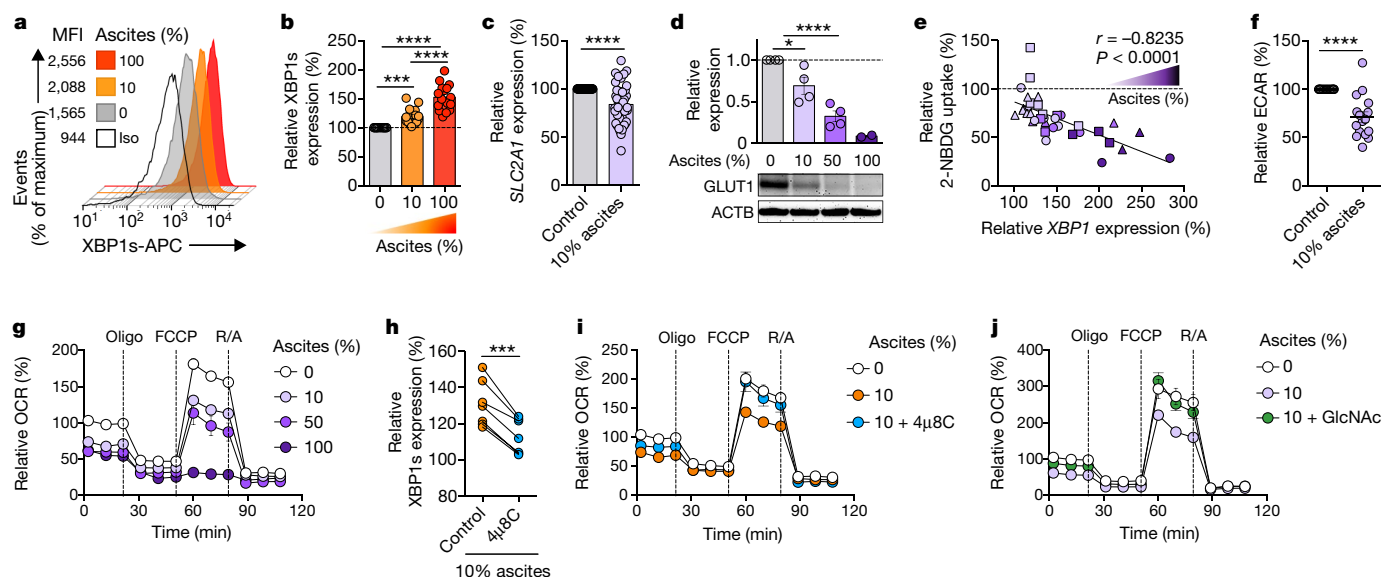 a
MFI Ascites (%)
2,556 100
2,088 10
1,565 0
944 Iso
Events
(% of maximum)
10¹ 10² 10³ 10⁴
XBP1s-APC
b
Relative XBP1s
expression (%)
250
200
150
100
50
0
****
****
***
0 10 100
Ascites (%)
c
SLC2A1 expression (%)
150
100
50
0
****
Control
10% ascites
d
Relative
expression
1.0
0.5
0
****
*
Ascites (%) 0 10 50 100
GLUT1
ACTB
e
Relative
2-NBDG uptake (%)
150
100
50
0
r = –0.8235
P < 0.0001
Ascites (%)
100 150 200 250 300
Relative XBP1 expression (%)
f
Relative ECAR (%)
150
100
50
0
****
Control
10% ascites
g
Relative OCR (%)
200
150
100
50
0
Oligo FCCP R/A
Ascites (%)
0
10
50
100
0 30 60 90 120
Time (min)
h
Relative
XBP1s expression (%)
160
140
120
100
80
***
Control
4μ8C
10% ascites
i
Relative OCR (%)
250
200
150
100
50
0
Oligo FCCP R/A
Ascites (%)
0
10
10 + 4μ8C
0 30 60 90 120
Time (min)
j
Relative OCR (%)
400
300
200
100
0
Oligo FCCP R/A
Ascites (%)
0
10
10 + GlcNAc
0 30 60 90 120
Time (min)